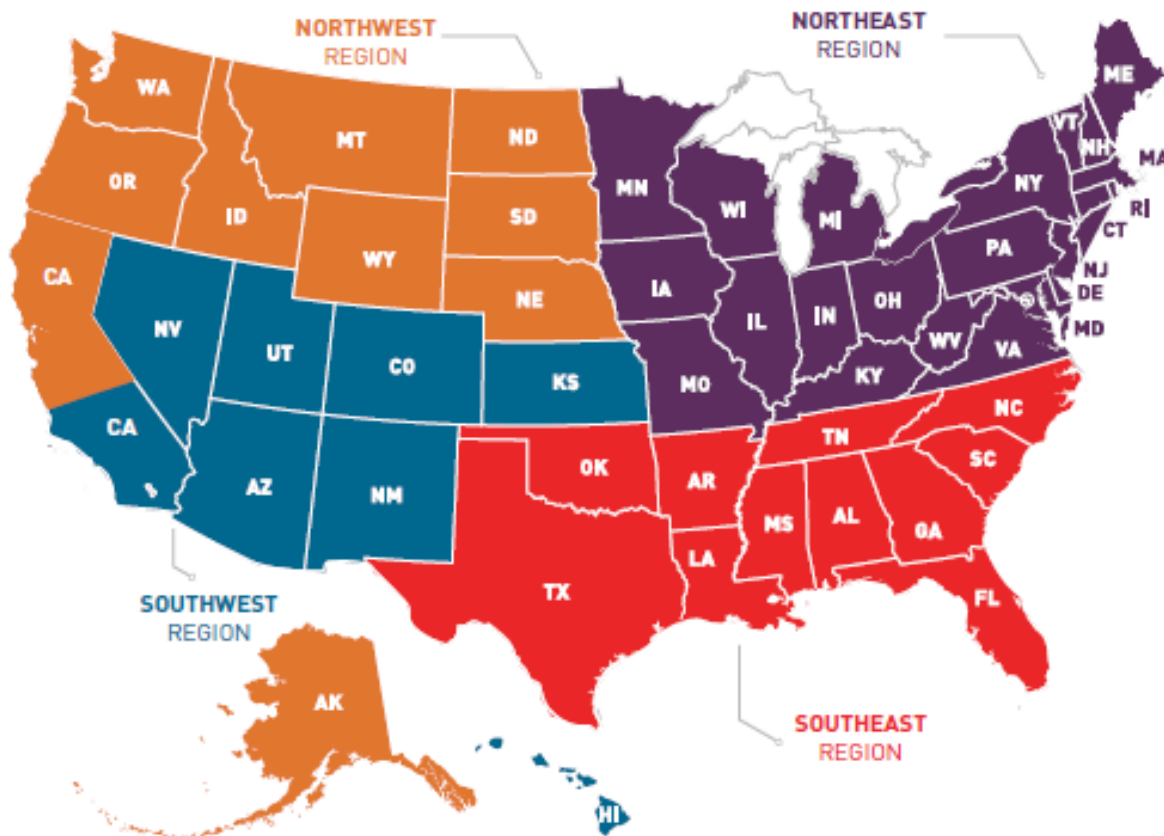 NORTHWEST
REGION
NORTHEAST
REGION
WA
MT
ND
OR
ID
SD
WY
NE
CA
MN
WI
MI
IA
IL
IN
OH
MO
KY
WV
VA
PA
NY
VT
NH
ME
MA
RI
CT
NJ
DE
MD
NV
UT
CO
KS
CA
AZ
NM
OK
AR
TN
NC
SC
MS
AL
GA
LA
TX
FL
SOUTHWEST
REGION
AK
HI
SOUTHEAST
REGION